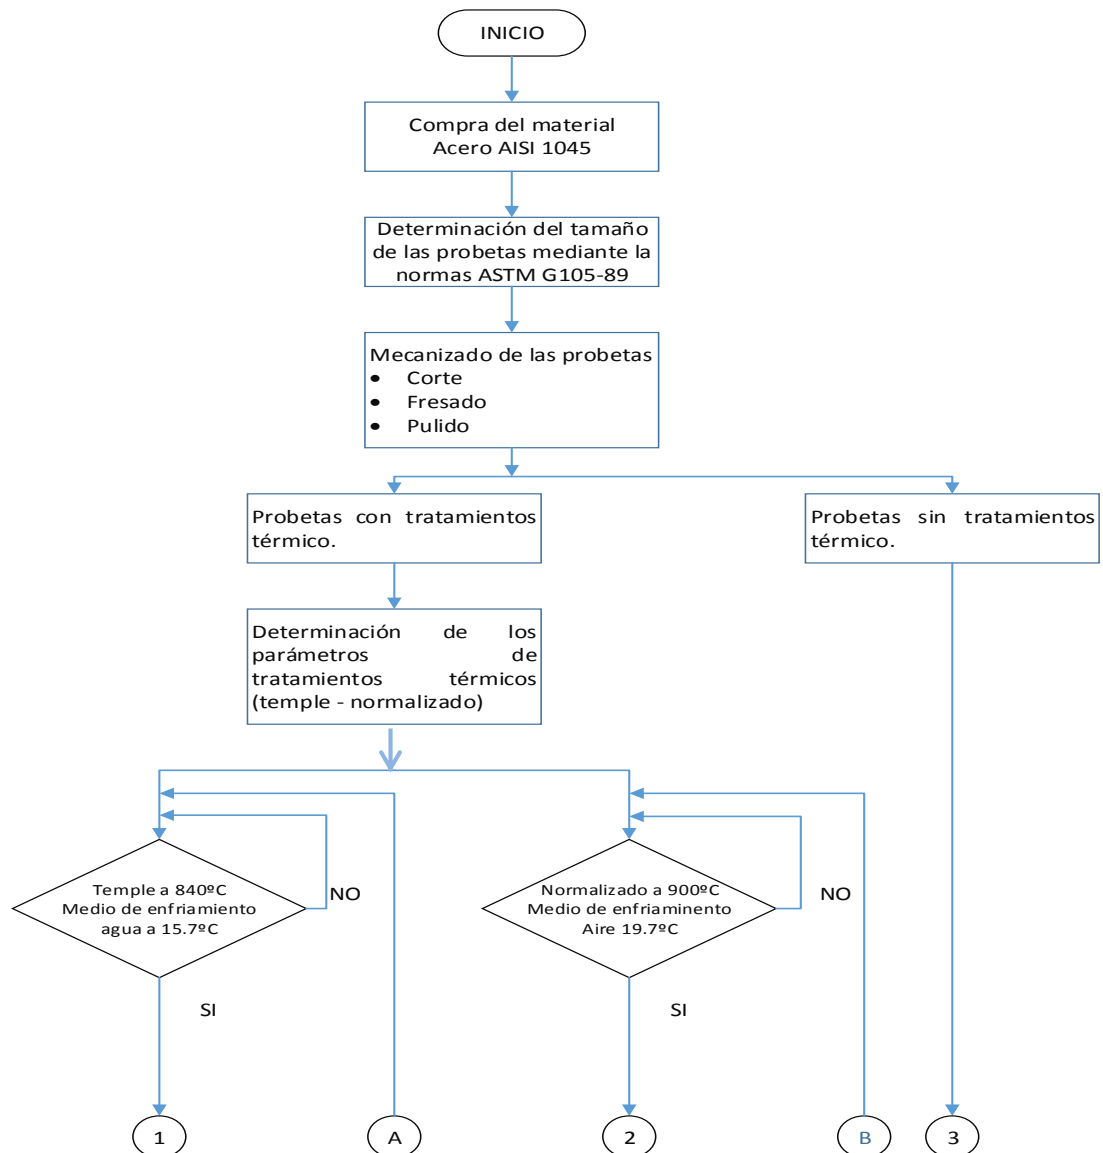 INICIO
Compra del material
Acero AISI 1045
Determinación del tamaño
de las probetas mediante la
normas ASTM G105-89
Mecanizado de las probetas
• Corte
• Fresado
• Pulido
Probetas con tratamientos
térmico.
Probetas sin tratamientos
térmico.
Determinación de los
parámetros de
tratamientos térmicos
(temple - normalizado)
Temple a 840ºC
Medio de enfriamiento
agua a 15.7ºC
NO
Normalizado a 900ºC
Medio de enfriaminento
Aire 19.7ºC
NO
SI
SI
1
A
2
B
3